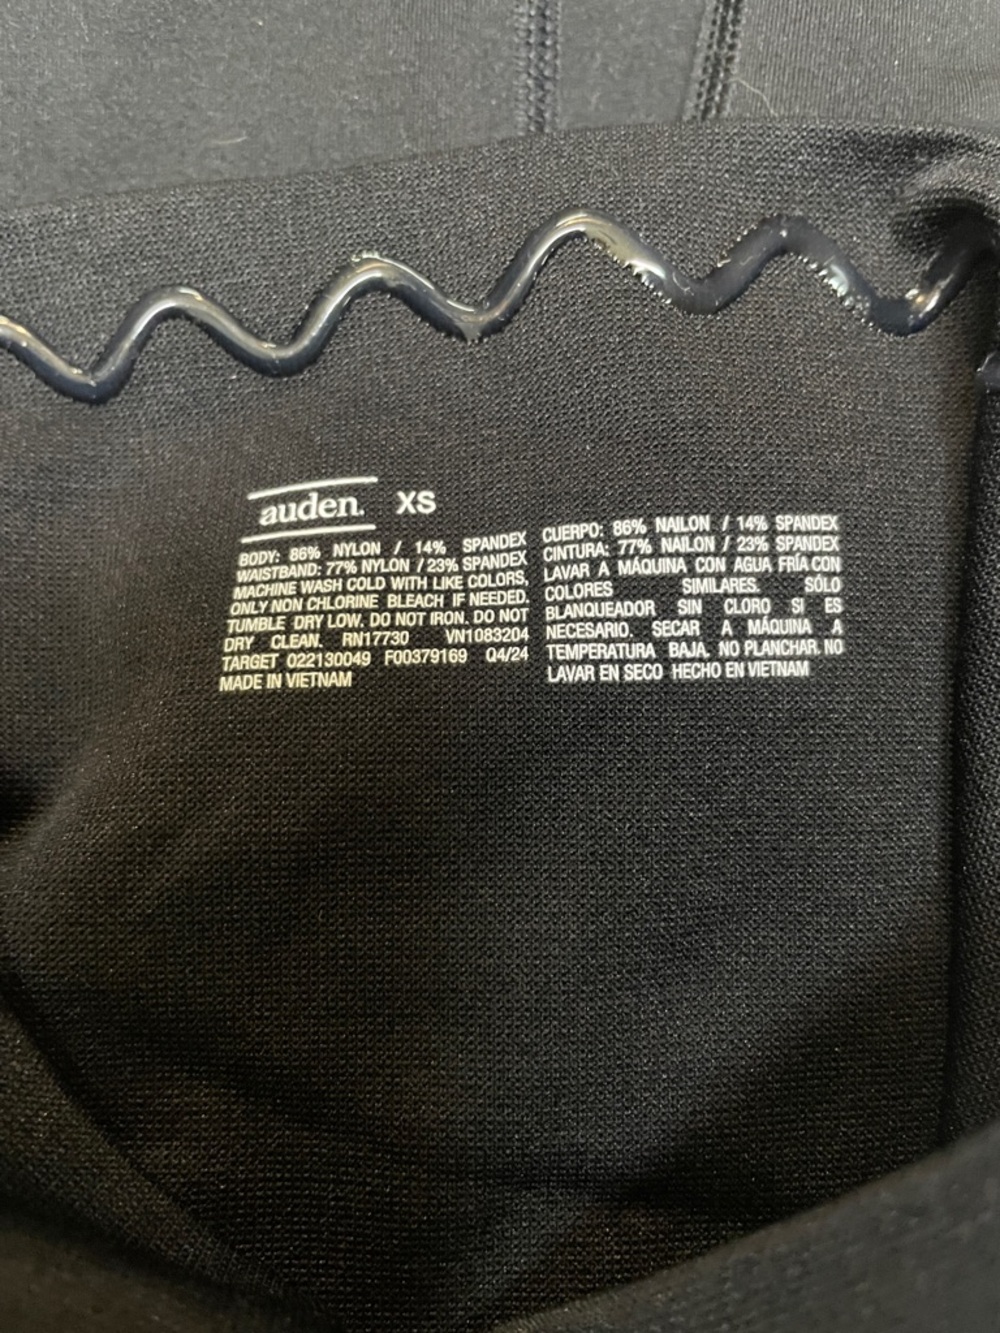 auden. XS
BODY: 86% NYLON / 14% SPANDEX
WAISTBAND: 77% NYLON / 23% SPANDEX
MACHINE WASH COLD WITH LIKE COLORS,
ONLY NON CHLORINE BLEACH IF NEEDED.
TUMBLE DRY LOW. DO NOT IRON. DO NOT
DRY CLEAN. RN17730 VN1083204
TARGET 022130049 F00379169 Q4/24
MADE IN VIETNAM
CUERPO: 86% NAILON / 14% SPANDEX
CINTURA: 77% NAILON / 23% SPANDEX
LAVAR A MÁQUINA CON AGUA FRÍA CON
COLORES SIMILARES. SÓLO
BLANQUEADOR SIN CLORO SI ES
NECESARIO. SECAR A MÁQUINA A
TEMPERATURA BAJA. NO PLANCHAR. NO
LAVAR EN SECO HECHO EN VIETNAM